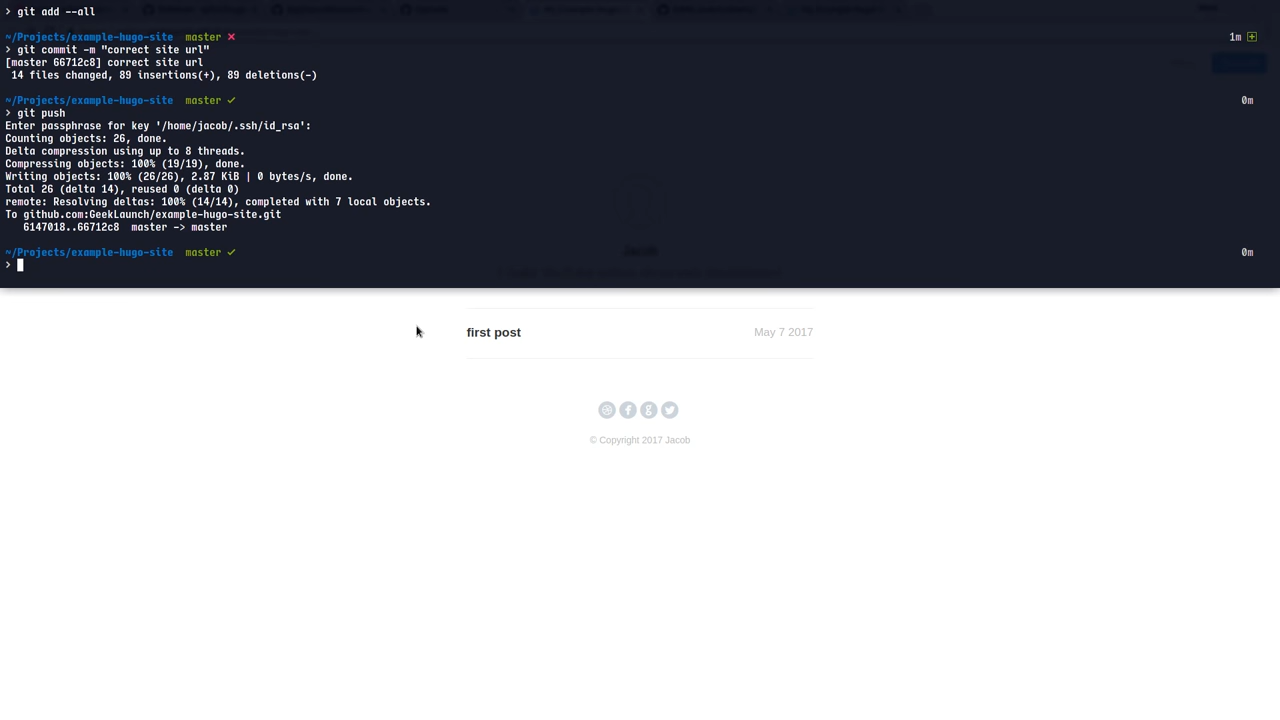 > git add --all
~/Projects/example-hugo-site master ✗ 1m
> git commit -m "correct site url"
[master 66712c8] correct site url
14 files changed, 89 insertions(+), 89 deletions(-)
~/Projects/example-hugo-site master ✓ 0m
> git push
Enter passphrase for key '/home/jacob/.ssh/id_rsa':
Counting objects: 26, done.
Delta compression using up to 8 threads.
Compressing objects: 100% (19/19), done.
Writing objects: 100% (26/26), 2.87 KiB | 0 bytes/s, done.
Total 26 (delta 14), reused 0 (delta 0)
remote: Resolving deltas: 100% (14/14), completed with 7 local objects.
To github.com:GeekLaunch/example-hugo-site.git
6147018..66712c8 master -> master
~/Projects/example-hugo-site master ✓ 0m
>
Jacob
first post May 7 2017
© Copyright 2017 Jacob